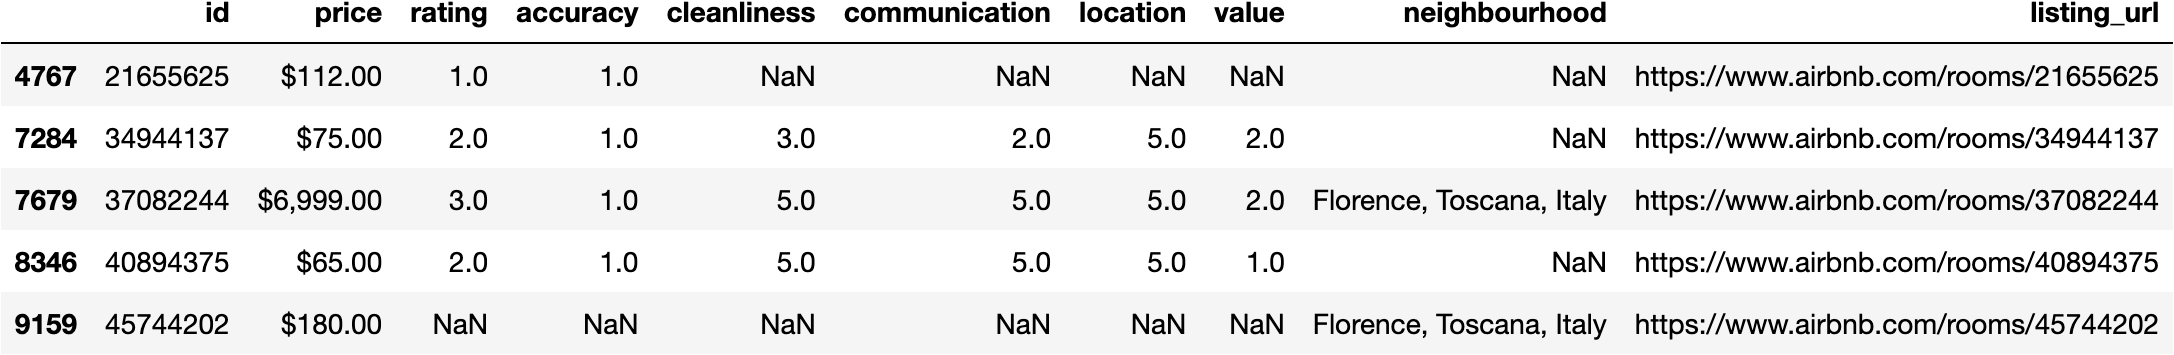 id price rating accuracy cleanliness communication location value neighbourhood listing_url
4767 21655625 $112.00 1.0 1.0 NaN NaN NaN NaN NaN https://www.airbnb.com/rooms/21655625
7284 34944137 $75.00 2.0 1.0 3.0 2.0 5.0 2.0 NaN https://www.airbnb.com/rooms/34944137
7679 37082244 $6,999.00 3.0 1.0 5.0 5.0 5.0 2.0 Florence, Toscana, Italy https://www.airbnb.com/rooms/37082244
8346 40894375 $65.00 2.0 1.0 5.0 5.0 5.0 1.0 NaN https://www.airbnb.com/rooms/40894375
9159 45744202 $180.00 NaN NaN NaN NaN NaN NaN Florence, Toscana, Italy https://www.airbnb.com/rooms/45744202